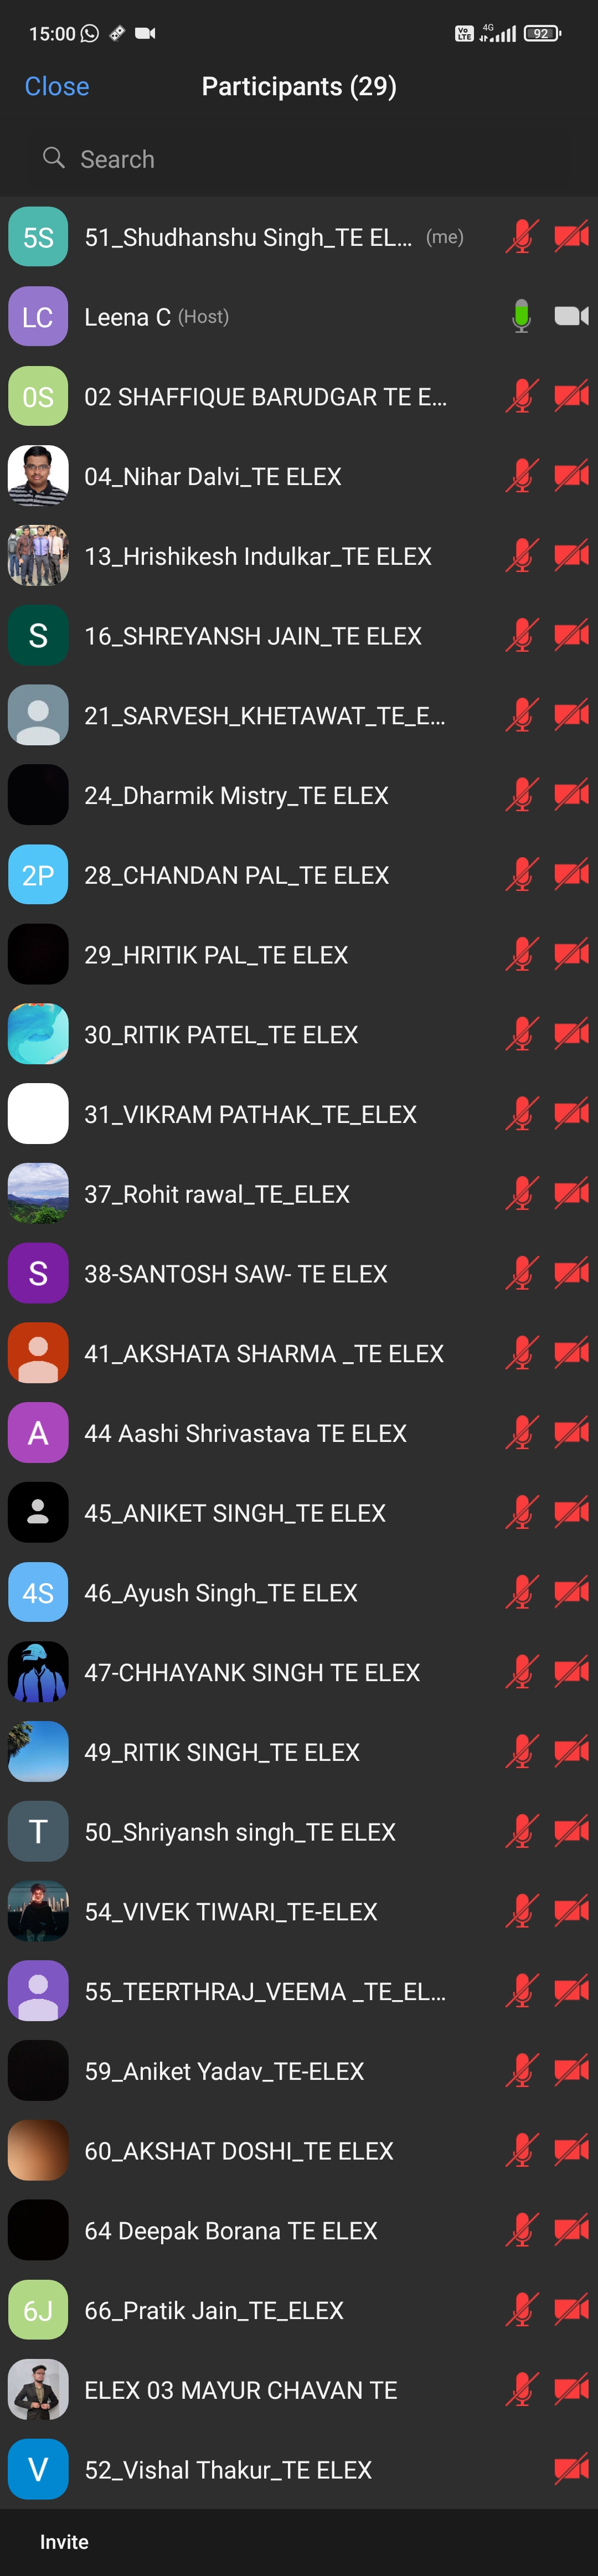 15:00 Vo LTE 4G 92
Close Participants (29)
Search
5S 51_Shudhanshu Singh_TE EL... (me)
LC Leena C (Host)
0S 02 SHAFFIQUE BARUDGAR TE E...
04_Nihar Dalvi_TE ELEX
13_Hrishikesh Indulkar_TE ELEX
S 16_SHREYANSH JAIN_TE ELEX
21_SARVESH_KHETAWAT_TE_E...
24_Dharmik Mistry_TE ELEX
2P 28_CHANDAN PAL_TE ELEX
29_HRITIK PAL_TE ELEX
30_RITIK PATEL_TE ELEX
31_VIKRAM PATHAK_TE_ELEX
37_Rohit rawal_TE_ELEX
S 38-SANTOSH SAW- TE ELEX
41_AKSHATA SHARMA _TE ELEX
A 44 Aashi Shrivastava TE ELEX
45_ANIKET SINGH_TE ELEX
4S 46_Ayush Singh_TE ELEX
47-CHHAYANK SINGH TE ELEX
49_RITIK SINGH_TE ELEX
T 50_Shriyansh singh_TE ELEX
54_VIVEK TIWARI_TE-ELEX
55_TEERTHRAJ_VEEMA _TE_EL...
59_Aniket Yadav_TE-ELEX
60_AKSHAT DOSHI_TE ELEX
64 Deepak Borana TE ELEX
6J 66_Pratik Jain_TE_ELEX
ELEX 03 MAYUR CHAVAN TE
V 52_Vishal Thakur_TE ELEX
Invite